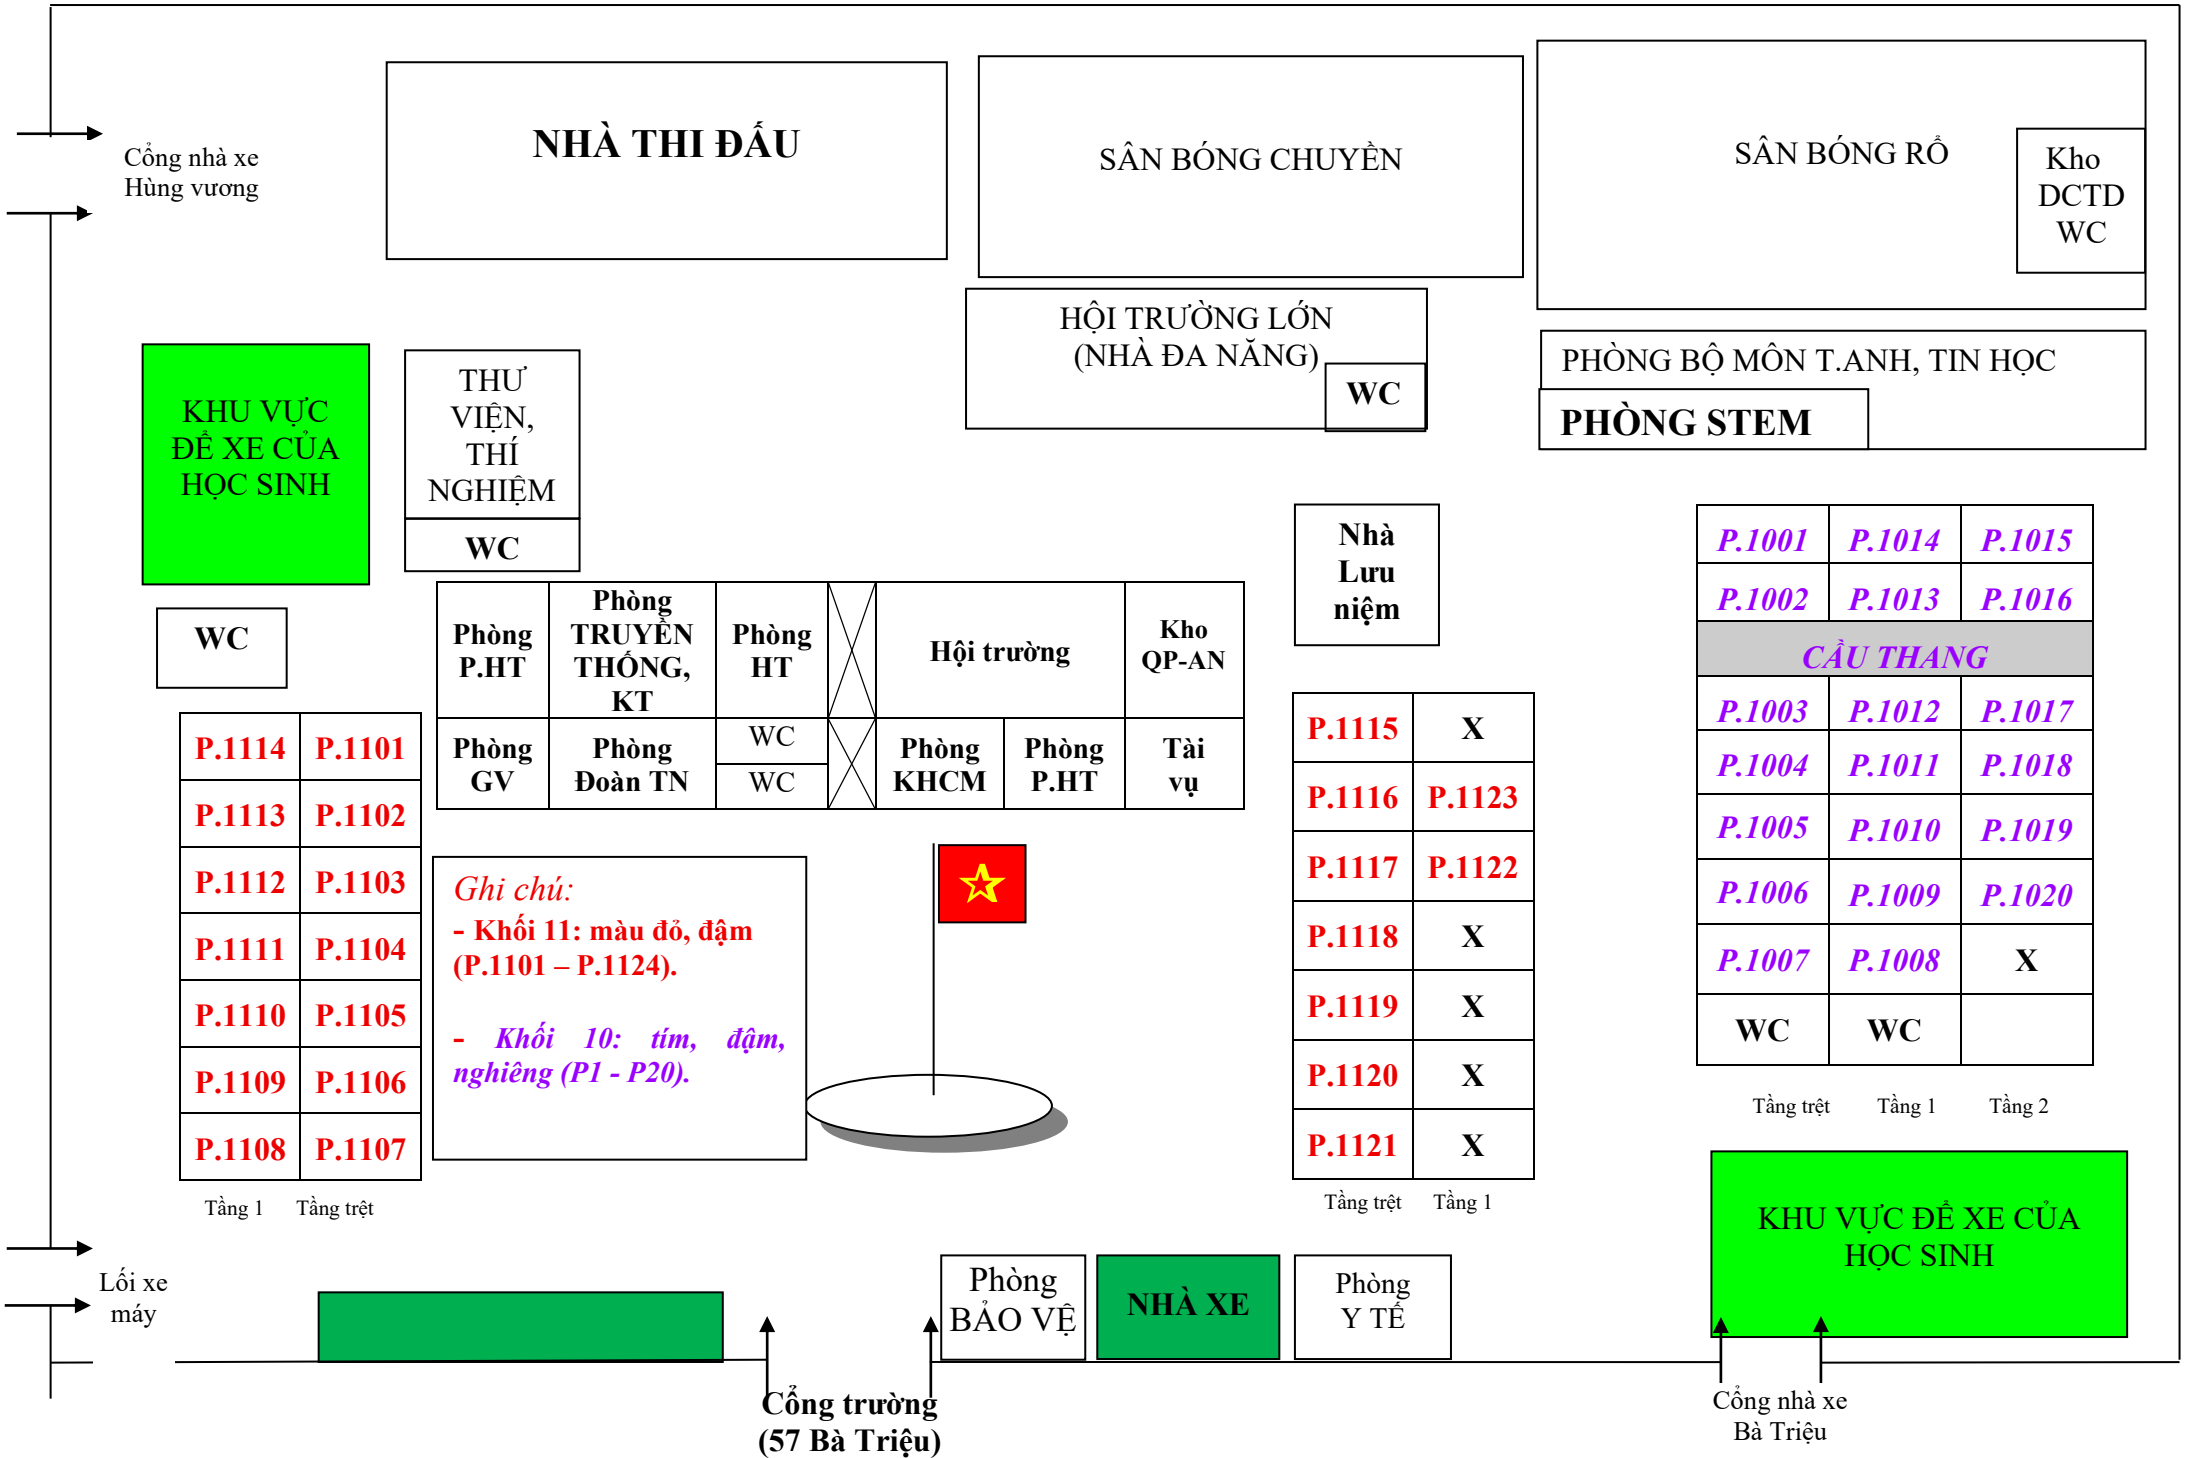 NHÀ THI ĐẤU
SÂN BÓNG CHUYỀN
SÂN BÓNG RỔ
Kho
DCTD
WC
Cổng nhà xe
Hùng vương
HỘI TRƯỜNG LỚN
(NHÀ ĐA NĂNG)
WC
PHÒNG BỘ MÔN T.ANH, TIN HỌC
PHÒNG STEM
KHU VỰC
ĐỂ XE CỦA
HỌC SINH
THƯ
VIỆN,
THÍ
NGHIỆM
WC
WC
Phòng
P.HT
Phòng
TRUYỀN
THỐNG,
KT
Phòng
HT
Hội trường
Kho
QP-AN
Phòng
GV
Phòng
Đoàn TN
WC
WC
Phòng
KHCM
Phòng
P.HT
Tài
vụ
Nhà
Lưu
niệm
P.1114 P.1101
P.1113 P.1102
P.1112 P.1103
P.1111 P.1104
P.1110 P.1105
P.1109 P.1106
P.1108 P.1107
Tầng 1 Tầng trệt
Ghi chú:
- Khối 11: màu đỏ, đậm
(P.1101 – P.1124).
- Khối 10: tím, đậm,
nghiêng (P1 - P20).
P.1115 X
P.1116 P.1123
P.1117 P.1122
P.1118 X
P.1119 X
P.1120 X
P.1121 X
Tầng trệt Tầng 1
P.1001 P.1014 P.1015
P.1002 P.1013 P.1016
CẦU THANG
P.1003 P.1012 P.1017
P.1004 P.1011 P.1018
P.1005 P.1010 P.1019
P.1006 P.1009 P.1020
P.1007 P.1008 X
WC WC
Tầng trệt Tầng 1 Tầng 2
KHU VỰC ĐỂ XE CỦA
HỌC SINH
Lối xe
máy
Phòng
BẢO VỆ
NHÀ XE
Phòng
Y TẾ
Cổng trường
(57 Bà Triệu)
Cổng nhà xe
Bà Triệu